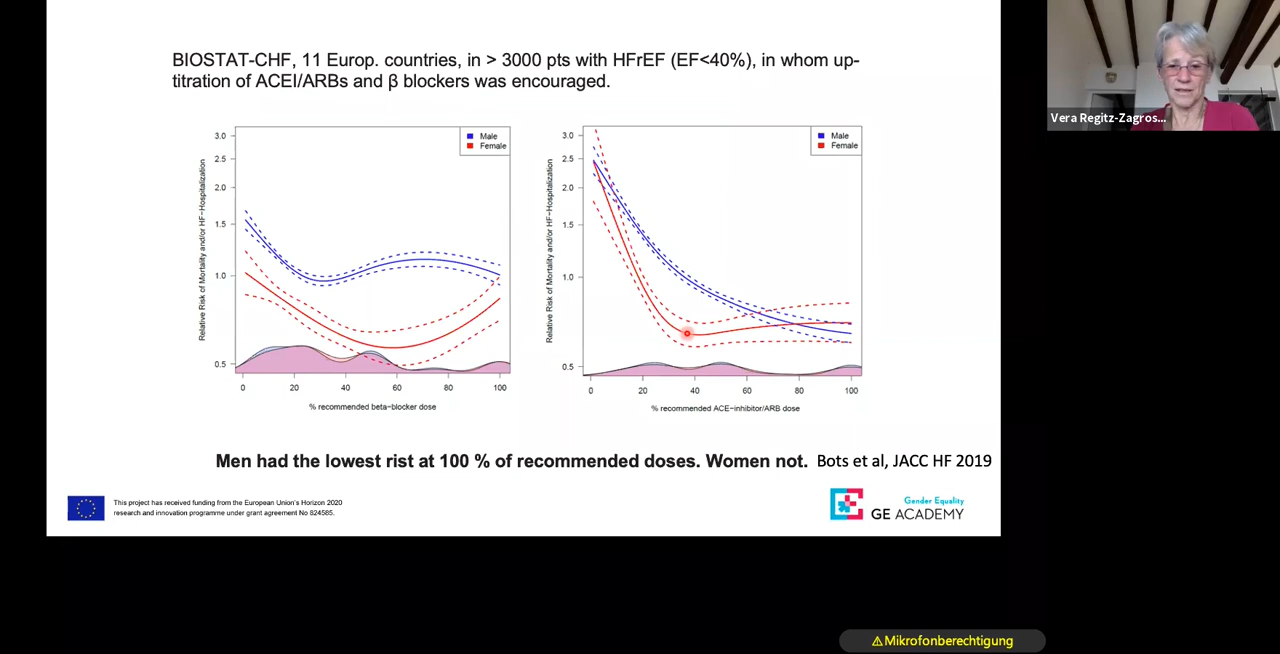 BIOSTAT-CHF, 11 Europ. countries, in > 3000 pts with HFrEF (EF<40%), in whom up-
titration of ACEI/ARBs and β blockers was encouraged.
Vera Regitz-Zagros...
Relative Risk of Mortality and/or HF-Hospitalization
3.0
2.5
2.0
1.5
1.0
0.5
Male
Female
0 20 40 60 80 100
% recommended beta-blocker dose
Relative Risk of Mortality and/or HF-Hospitalization
3.0
2.5
2.0
1.5
1.0
0.5
Male
Female
0 20 40 60 80 100
% recommended ACE-inhibitor/ARB dose
Men had the lowest rist at 100 % of recommended doses. Women not. Bots et al, JACC HF 2019
This project has received funding from the European Union's Horizon 2020
research and innovation programme under grant agreement No 824585.
Gender Equality
GE ACADEMY
⚠Mikrofonberechtigung